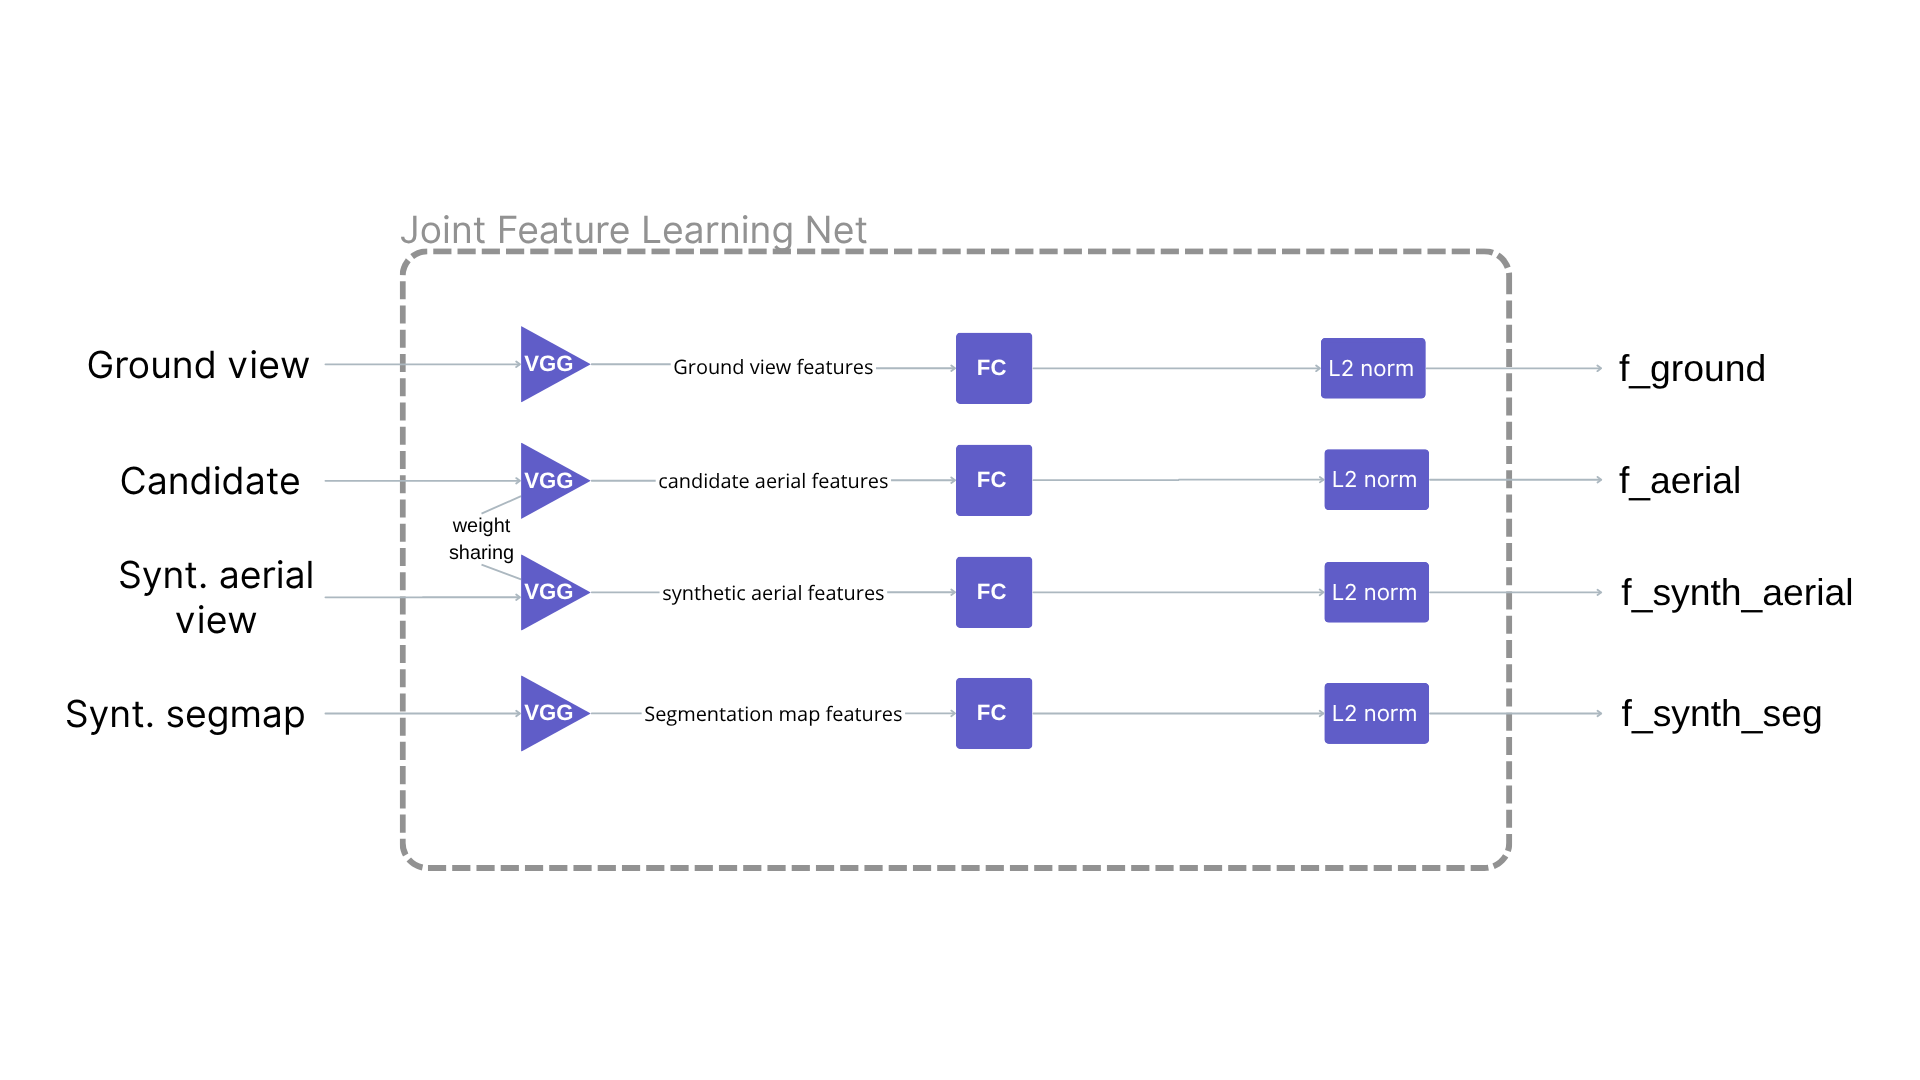 Joint Feature Learning Net
Ground view
VGG
Ground view features
FC
L2 norm
f_ground
Candidate
VGG
candidate aerial features
FC
L2 norm
f_aerial
weight
sharing
Synt. aerial
view
VGG
synthetic aerial features
FC
L2 norm
f_synth_aerial
Synt. segmap
VGG
Segmentation map features
FC
L2 norm
f_synth_seg